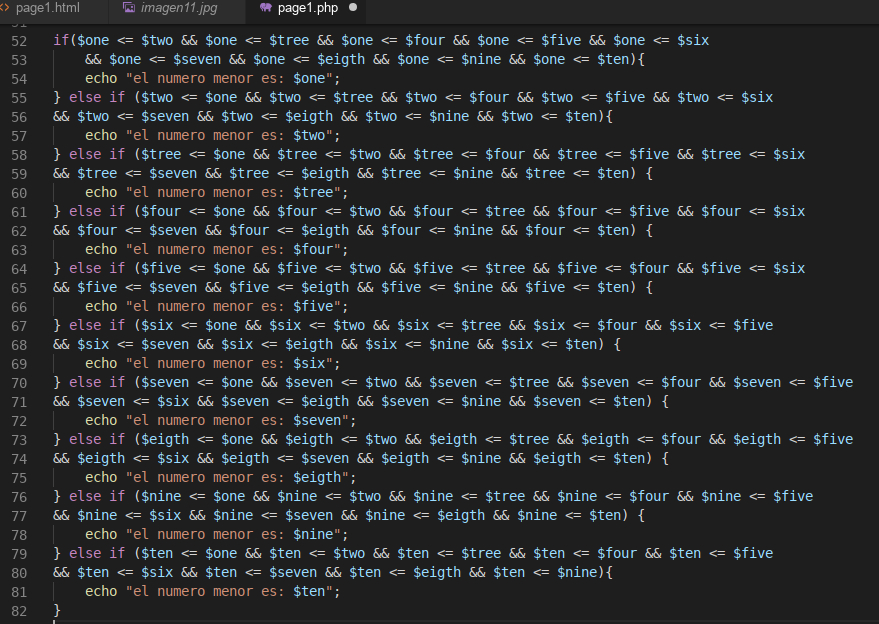 page1.html imagen11.jpg page1.php
51
52 if($one <= $two && $one <= $tree && $one <= $four && $one <= $five && $one <= $six
53 && $one <= $seven && $one <= $eigth && $one <= $nine && $one <= $ten){
54 echo "el numero menor es: $one";
55 } else if ($two <= $one && $two <= $tree && $two <= $four && $two <= $five && $two <= $six
56 && $two <= $seven && $two <= $eigth && $two <= $nine && $two <= $ten){
57 echo "el numero menor es: $two";
58 } else if ($tree <= $one && $tree <= $two && $tree <= $four && $tree <= $five && $tree <= $six
59 && $tree <= $seven && $tree <= $eigth && $tree <= $nine && $tree <= $ten) {
60 echo "el numero menor es: $tree";
61 } else if ($four <= $one && $four <= $two && $four <= $tree && $four <= $five && $four <= $six
62 && $four <= $seven && $four <= $eigth && $four <= $nine && $four <= $ten) {
63 echo "el numero menor es: $four";
64 } else if ($five <= $one && $five <= $two && $five <= $tree && $five <= $four && $five <= $six
65 && $five <= $seven && $five <= $eigth && $five <= $nine && $five <= $ten) {
66 echo "el numero menor es: $five";
67 } else if ($six <= $one && $six <= $two && $six <= $tree && $six <= $four && $six <= $five
68 && $six <= $seven && $six <= $eigth && $six <= $nine && $six <= $ten) {
69 echo "el numero menor es: $six";
70 } else if ($seven <= $one && $seven <= $two && $seven <= $tree && $seven <= $four && $seven <= $five
71 && $seven <= $six && $seven <= $eigth && $seven <= $nine && $seven <= $ten) {
72 echo "el numero menor es: $seven";
73 } else if ($eigth <= $one && $eigth <= $two && $eigth <= $tree && $eigth <= $four && $eigth <= $five
74 && $eigth <= $six && $eigth <= $seven && $eigth <= $nine && $eigth <= $ten) {
75 echo "el numero menor es: $eigth";
76 } else if ($nine <= $one && $nine <= $two && $nine <= $tree && $nine <= $four && $nine <= $five
77 && $nine <= $six && $nine <= $seven && $nine <= $eigth && $nine <= $ten) {
78 echo "el numero menor es: $nine";
79 } else if ($ten <= $one && $ten <= $two && $ten <= $tree && $ten <= $four && $ten <= $five
80 && $ten <= $six && $ten <= $seven && $ten <= $eigth && $ten <= $nine){
81 echo "el numero menor es: $ten";
82 }